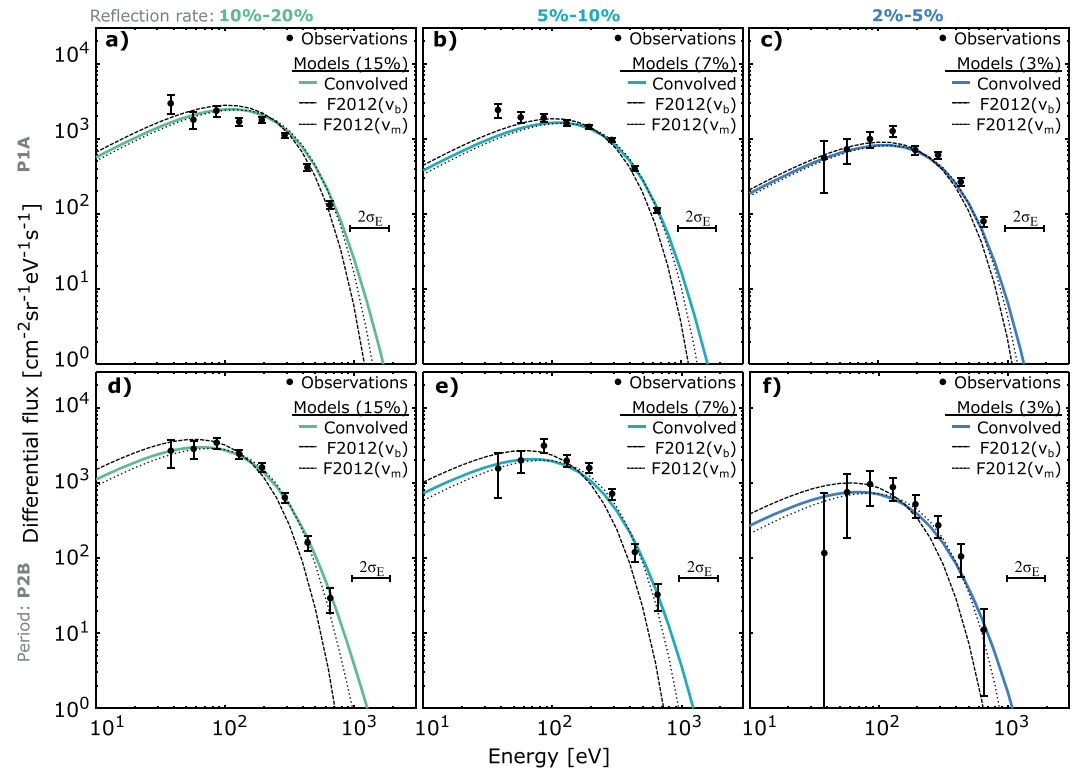 Reflection rate: 10%-20%
5%-10%
2%-5%
a)
Observations
Models (15%)
Convolved
F2012(v_b)
F2012(v_m)
2σ_E
b)
Observations
Models (7%)
Convolved
F2012(v_b)
F2012(v_m)
2σ_E
c)
Observations
Models (3%)
Convolved
F2012(v_b)
F2012(v_m)
2σ_E
10^4
10^3
10^2
10^1
10^0
P1A
Differential flux [cm^-2sr^-1eV^-1s^-1]
d)
Observations
Models (15%)
Convolved
F2012(v_b)
F2012(v_m)
2σ_E
e)
Observations
Models (7%)
Convolved
F2012(v_b)
F2012(v_m)
2σ_E
f)
Observations
Models (3%)
Convolved
F2012(v_b)
F2012(v_m)
2σ_E
10^4
10^3
10^2
10^1
10^0
Period: P2B
10^1 10^2 10^3
10^1 10^2 10^3
10^1 10^2 10^3
Energy [eV]